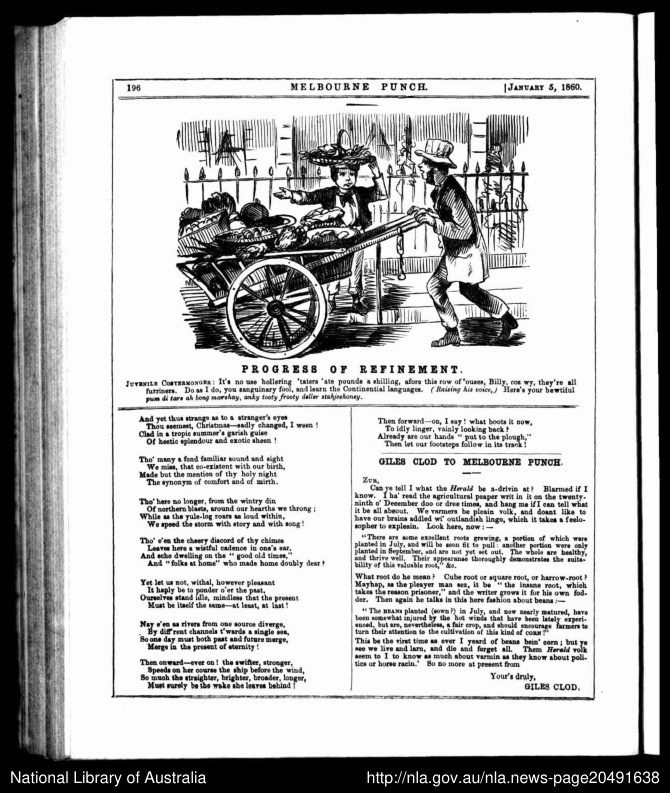 196
MELBOURNE PUNCH.
[JANUARY 5, 1860.
PROGRESS OF REFINEMENT.
JUVENILE COSTERMONGER: It's no use hollering 'taters 'ate pounds a shilling, afore this row of 'ouses, Billy, cos wy, they're all
furriners. Do as I do, you sanguinary fool, and learn the Continential languages. (Raising his voice,) Here's your bewtiful
pum di tare ah bong marshay, anky tooty frooty deller stahjeehoney.
And yet thus strange as to a stranger's eyes
Thou seemest, Christmas—sadly changed, I ween!
Clad in a tropic summer's garish guise
Of hectic splendour and exotic sheen!
Tho' many a fond familiar sound and sight
We miss, that co-existent with our birth,
Made but the mention of thy holy night
The synonym of comfort and of mirth.
Tho' here no longer, from the wintry din
Of northern blasts, around our hearths we throng;
While as the yule-log roars as loud within,
We speed the storm with story and with song!
Tho' e'en the cheery discord of thy chimes
Leaves here a wistful cadence in one's ear,
And echo dwelling on the "good old times,"
And "folks at home" who made home doubly dear?
Yet let us not, withal, however pleasant
It haply be to ponder o'er the past,
Ourselves stand idle, mindless that the present
Must be itself the same—at least, at last!
Nay e'en as rivers from one source diverge,
By diff'rent channels t'wards a single sea,
So one day must both past and future merge,
Merge in the present of eternity!
Then onward—ever on! the swifter, stronger,
Speeds on her course the ship before the wind,
So much the straighter, brighter, broader, longer,
Must surely be the wake she leaves behind!
Then forward—on, I say! what boots it now,
To idly linger, vainly looking back?
Already are our hands "put to the plough,"
Then let our footsteps follow in its track!
GILES CLOD TO MELBOURNE PUNCH.
ZUR,
Can ye tell I what the Herald be a-drivin at? Blarmed if I
know. I ha' read the agricultural peaper writ in it on the twenty-
ninth o' December doo or dree times, and hang me if I can tell what
it be all abeout. We varmers be pleain volk, and doant like to
have our brains addled wi' outlandish lingo, which it takes a feelo-
sopher to explean. Look here, now:—
"There are some excellent roots growing, a portion of which were
planted in July, and will be soon fit to pull: another portion were only
planted in September, and are not yet set out. The whole are healthy,
and thrive well. Their appearance thoroughly demonstrates the suita-
bility of this valuable root," &c.
What root do he mean? Cube root or square root, or harrow-root?
Mayhap, as the pleayer man sez, it be "the insane root, which
takes the reason prisoner," and the writer grows it for his own fod-
der. Then again he talks in this here fashion about beans:—
"The BEANS planted (sown?) in July, and now nearly matured, have
been somewhat injured by the hot winds that have been lately experi-
enced, but are, nevertheless, a fair crop, and should encourage farmers to
turn their attention to the cultivation of this kind of CORN!"
This be the virst time as ever I yeard of beans bein' corn; but ye
see we live and larn, and die and forget all. Them Herald volk
seem to I to know as much about varmin as they know about poli-
tics or horse racin.' So no more at present from
Your's druly,
GILES CLOD.
National Library of Australia
http://nla.gov.au/nla.news-page20491638